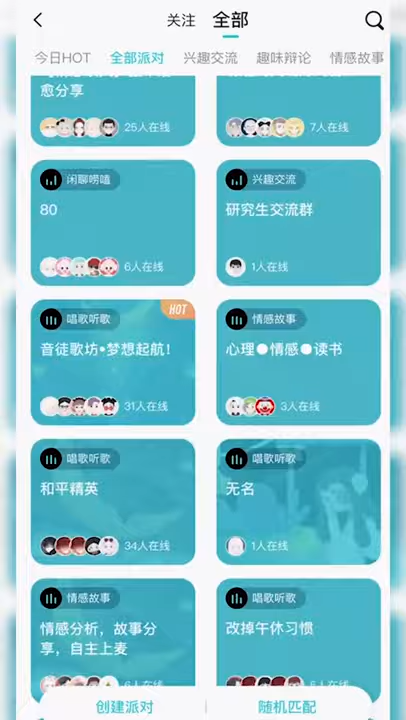 关注 全部
今日HOT 全部派对 兴趣交流 趣味辩论 情感故事
愈分享
25人在线
7人在线
闲聊唠嗑
80
6人在线
兴趣交流
研究生交流群
1人在线
唱歌听歌
HOT
音徒歌坊•梦想起航!
31人在线
情感故事
心理●情感●读书
3人在线
唱歌听歌
和平精英
34人在线
唱歌听歌
无名
1人在线
情感故事
情感分析，故事分
享，自主上麦
唱歌听歌
改掉午休习惯
创建派对 随机匹配